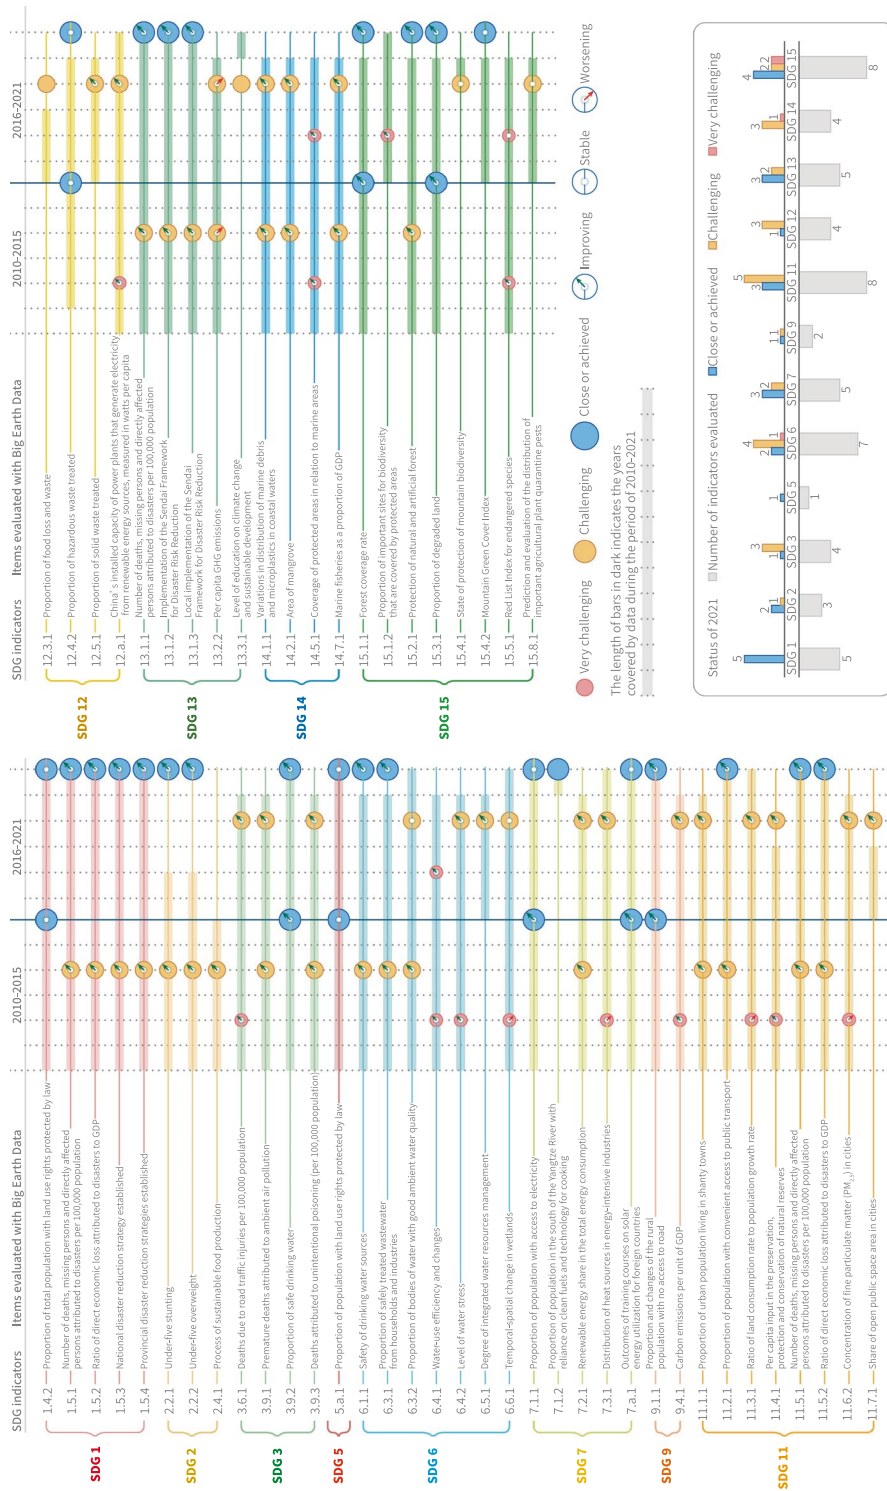 SDG indicators
Items evaluated with Big Earth Data
2010–2015
2016–2021
SDG 1
1.4.2
Proportion of total population with land use rights protected by law
1.5.1
Number of deaths, missing persons and directly affected
persons attributed to disasters per 100,000 population
1.5.2
Ratio of direct economic loss attributed to disasters to GDP
1.5.3
National disaster reduction strategy established
1.5.4
Provincial disaster reduction strategies established
SDG 2
2.2.1
Under-five stunting
2.2.2
Under-five overweight
2.4.1
Process of sustainable food production
SDG 3
3.6.1
Deaths due to road traffic injuries per 100,000 population
3.9.1
Premature deaths attributed to ambient air pollution
3.9.2
Proportion of safe drinking water
3.9.3
Deaths attributed to unintentional poisoning (per 100,000 population)
SDG 5
5.a.1
Proportion of population with land use rights protected by law
SDG 6
6.1.1
Safety of drinking water sources
6.3.1
Proportion of safely treated wastewater
from households and industries
6.3.2
Proportion of bodies of water with good ambient water quality
6.4.1
Water-use efficiency and changes
6.4.2
Level of water stress
6.5.1
Degree of integrated water resources management
6.6.1
Temporal-spatial change in wetlands
SDG 7
7.1.1
Proportion of population with access to electricity
7.1.2
Proportion of population in the south of the Yangtze River with
reliance on clean fuels and technology for cooking
7.2.1
Renewable energy share in the total energy consumption
7.3.1
Distribution of heat sources in energy-intensive industries
7.a.1
Outcomes of training courses on solar
energy utilization for foreign countries
SDG 9
9.1.1
Proportion and changes of the rural
population with no access to road
9.4.1
Carbon emissions per unit of GDP
SDG 11
11.1.1
Proportion of urban population living in shanty towns
11.2.1
Proportion of population with convenient access to public transport
11.3.1
Ratio of land consumption rate to population growth rate
11.4.1
Per capita input in the preservation,
protection and conservation of natural reserves
11.5.1
Number of deaths, missing persons and directly affected
persons attributed to disasters per 100,000 population
11.5.2
Ratio of direct economic loss attributed to disasters to GDP
11.6.2
Concentration of fine particulate matter (PM2.5) in cities
11.7.1
Share of open public space area in cities
SDG indicators
Items evaluated with Big Earth Data
2010–2015
2016–2021
SDG 12
12.3.1
Proportion of food loss and waste
12.4.2
Proportion of hazardous waste treated
12.5.1
Proportion of solid waste treated
12.a.1
China's installed capacity of power plants that generate electricity
from renewable energy sources, measured in watts per capita
SDG 13
13.1.1
Number of deaths, missing persons and directly affected
persons attributed to disasters per 100,000 population
13.1.2
Implementation of the Sendai Framework
for Disaster Risk Reduction
13.1.3
Local implementation of the Sendai
Framework for Disaster Risk Reduction
13.2.2
Per capita GHG emissions
13.3.1
Level of education on climate change
and sustainable development
SDG 14
14.1.1
Variations in distribution of marine debris
and microplastics in coastal waters
14.2.1
Area of mangrove
14.5.1
Coverage of protected areas in relation to marine areas
14.7.1
Marine fisheries as a proportion of GDP
SDG 15
15.1.1
Forest coverage rate
15.1.2
Proportion of important sites for biodiversity
that are covered by protected areas
15.2.1
Protection of natural and artificial forest
15.3.1
Proportion of degraded land
15.4.1
State of protection of mountain biodiversity
15.4.2
Mountain Green Cover Index
15.5.1
Red List Index for endangered species
15.8.1
Prediction and evaluation of the distribution of
important agricultural plant quarantine pests
Very challenging
Challenging
Close or achieved
Improving
Stable
Worsening
The length of bars in dark indicates the years
covered by data during the period of 2010–2021
Status of 2021
Number of indicators evaluated
Close or achieved
Challenging
Very challenging
5
2 1
3 1
1
2 4 1
3 2
1 1
3 5
1 3
3 2
3 1
4 2 2
SDG 1
SDG 2
SDG 3
SDG 5
SDG 6
SDG 7
SDG 9
SDG 11
SDG 12
SDG 13
SDG 14
SDG 15
5
3
4
1
7
5
2
8
4
5
4
8